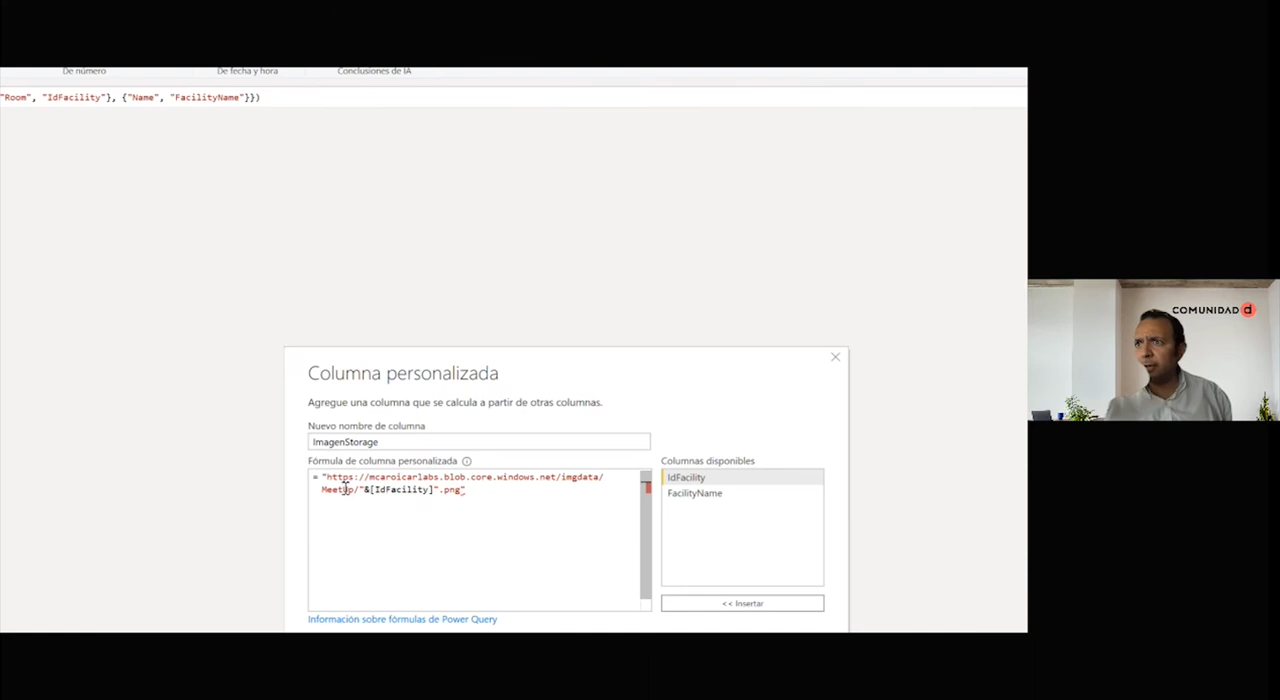 De número
De fecha y hora
Conclusiones de IA
"Room", "IdFacility"}, {"Name", "FacilityName"}})
COMUNIDAD d
Columna personalizada
Agregue una columna que se calcula a partir de otras columnas.
Nuevo nombre de columna
ImagenStorage
Fórmula de columna personalizada
= "https://mcaroicarlabs.blob.core.windows.net/imgdata/
Meetup/"&[IdFacility]".png"
Columnas disponibles
IdFacility
FacilityName
<< Insertar
Información sobre fórmulas de Power Query